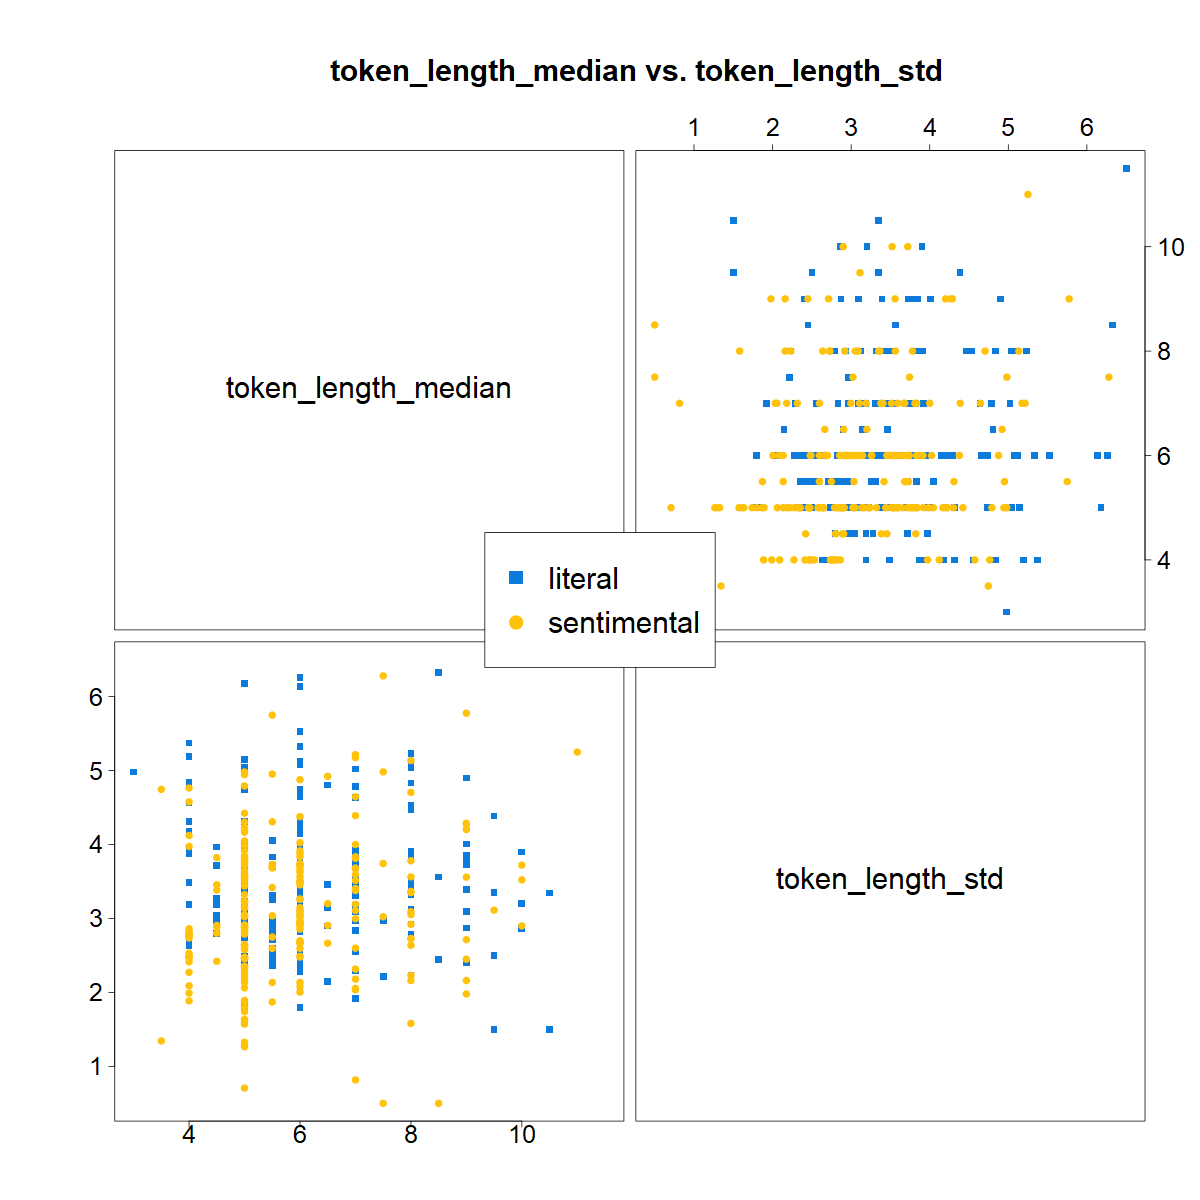 token_length_median vs. token_length_std
1 2 3 4 5 6
token_length_median
10
8
6
4
literal
sentimental
6
5
4
3
2
1
token_length_std
4 6 8 10